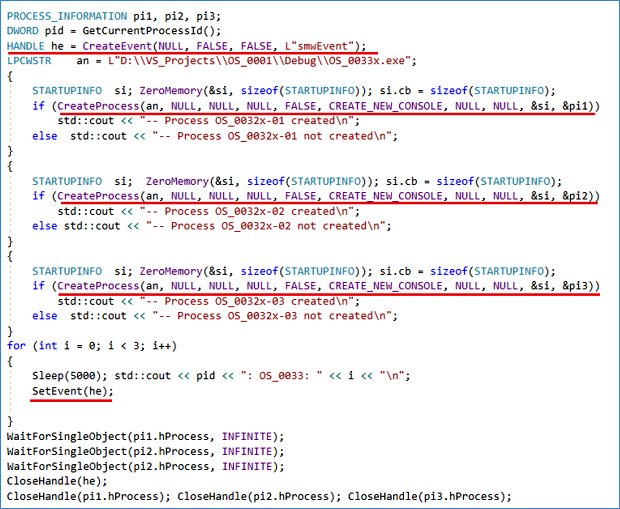 PROCESS_INFORMATION pi1, pi2, pi3;
DWORD pid = GetCurrentProcessId();
HANDLE he = CreateEvent(NULL, FALSE, FALSE, L"smwEvent");
LPCWSTR    an = L"D:\\VS_Projects\\OS_0001\\Debug\\OS_0033x.exe";
{
    STARTUPINFO  si; ZeroMemory(&si, sizeof(STARTUPINFO)); si.cb = sizeof(STARTUPINFO);
    if (CreateProcess(an, NULL, NULL, NULL, FALSE, CREATE_NEW_CONSOLE, NULL, NULL, &si, &pi1))
        std::cout << "-- Process OS_0032x-01 created\n";
    else  std::cout << "-- Process OS_0032x-01 not created\n";
}
{
    STARTUPINFO  si;  ZeroMemory(&si, sizeof(STARTUPINFO)); si.cb = sizeof(STARTUPINFO);
    if (CreateProcess(an, NULL, NULL, NULL, FALSE, CREATE_NEW_CONSOLE, NULL, NULL, &si, &pi2))
        std::cout << "-- Process OS_0032x-02 created\n";
    else std::cout << "-- Process OS_0032x-02 not created\n";
}
{
    STARTUPINFO  si; ZeroMemory(&si, sizeof(STARTUPINFO)); si.cb = sizeof(STARTUPINFO);
    if (CreateProcess(an, NULL, NULL, NULL, FALSE, CREATE_NEW_CONSOLE, NULL, NULL, &si, &pi3))
        std::cout << "-- Process OS_0032x-03 created\n";
    else  std::cout << "-- Process OS_0032x-03 not created\n";
}
for (int i = 0; i < 3; i++)
{
    Sleep(5000); std::cout << pid << ": OS_0033: " << i << "\n";
    SetEvent(he);
}
WaitForSingleObject(pi1.hProcess, INFINITE);
WaitForSingleObject(pi2.hProcess, INFINITE);
WaitForSingleObject(pi2.hProcess, INFINITE);
CloseHandle(he);
CloseHandle(pi1.hProcess); CloseHandle(pi2.hProcess); CloseHandle(pi3.hProcess);